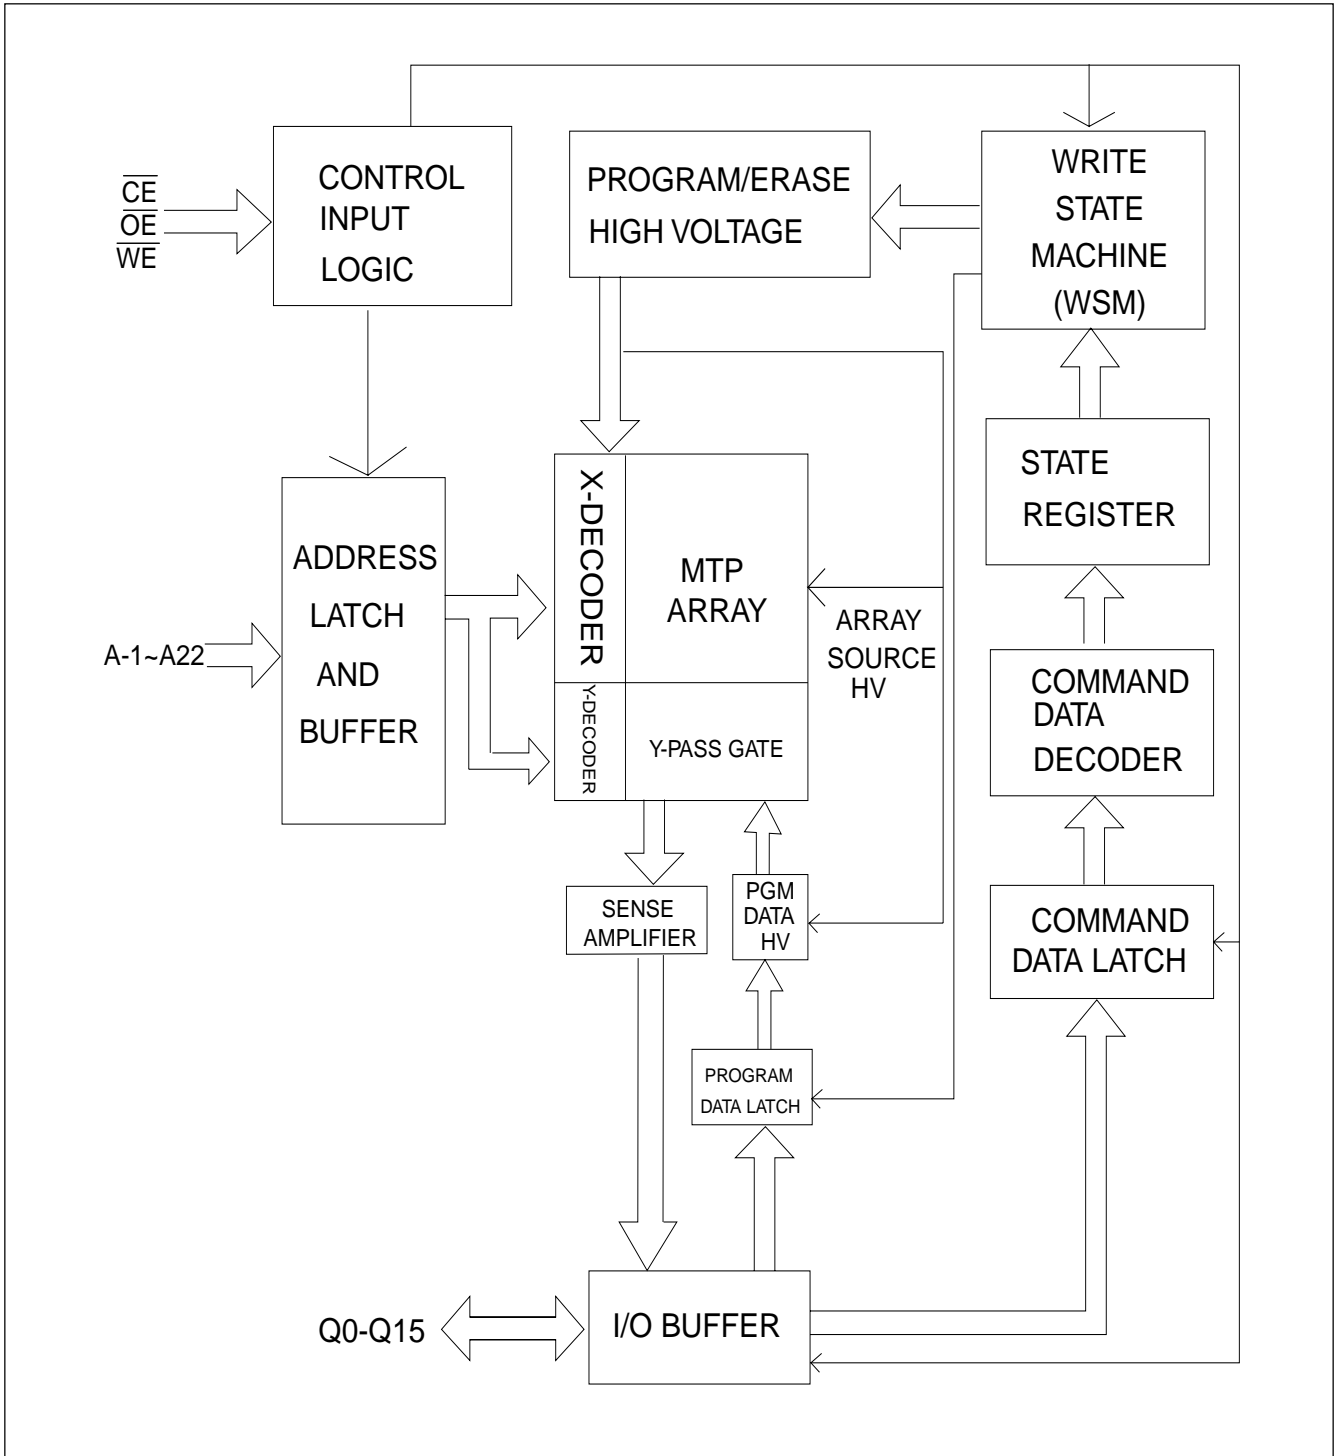 CONTROL
INPUT
LOGIC
PROGRAM/ERASE
HIGH VOLTAGE
WRITE
STATE
MACHINE
(WSM)
CE
OE
WE
STATE
REGISTER
ADDRESS
LATCH
AND
BUFFER
A-1~A22
X-DECODER
MTP
ARRAY
ARRAY
SOURCE
HV
Y-DECODER
Y-PASS GATE
COMMAND
DATA
DECODER
SENSE
AMPLIFIER
PGM
DATA
HV
COMMAND
DATA LATCH
PROGRAM
DATA LATCH
Q0-Q15
I/O BUFFER